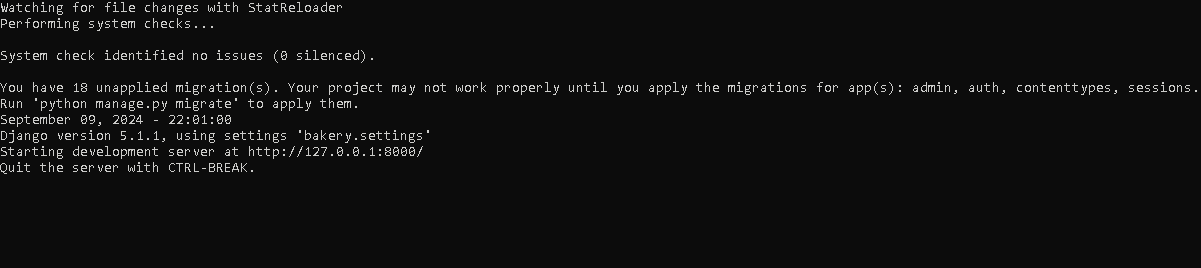 Watching for file changes with StatReloader
Performing system checks...
System check identified no issues (0 silenced).
You have 18 unapplied migration(s). Your project may not work properly until you apply the migrations for app(s): admin, auth, contenttypes, sessions.
Run 'python manage.py migrate' to apply them.
September 09, 2024 - 22:01:00
Django version 5.1.1, using settings 'bakery.settings'
Starting development server at http://127.0.0.1:8000/
Quit the server with CTRL-BREAK.